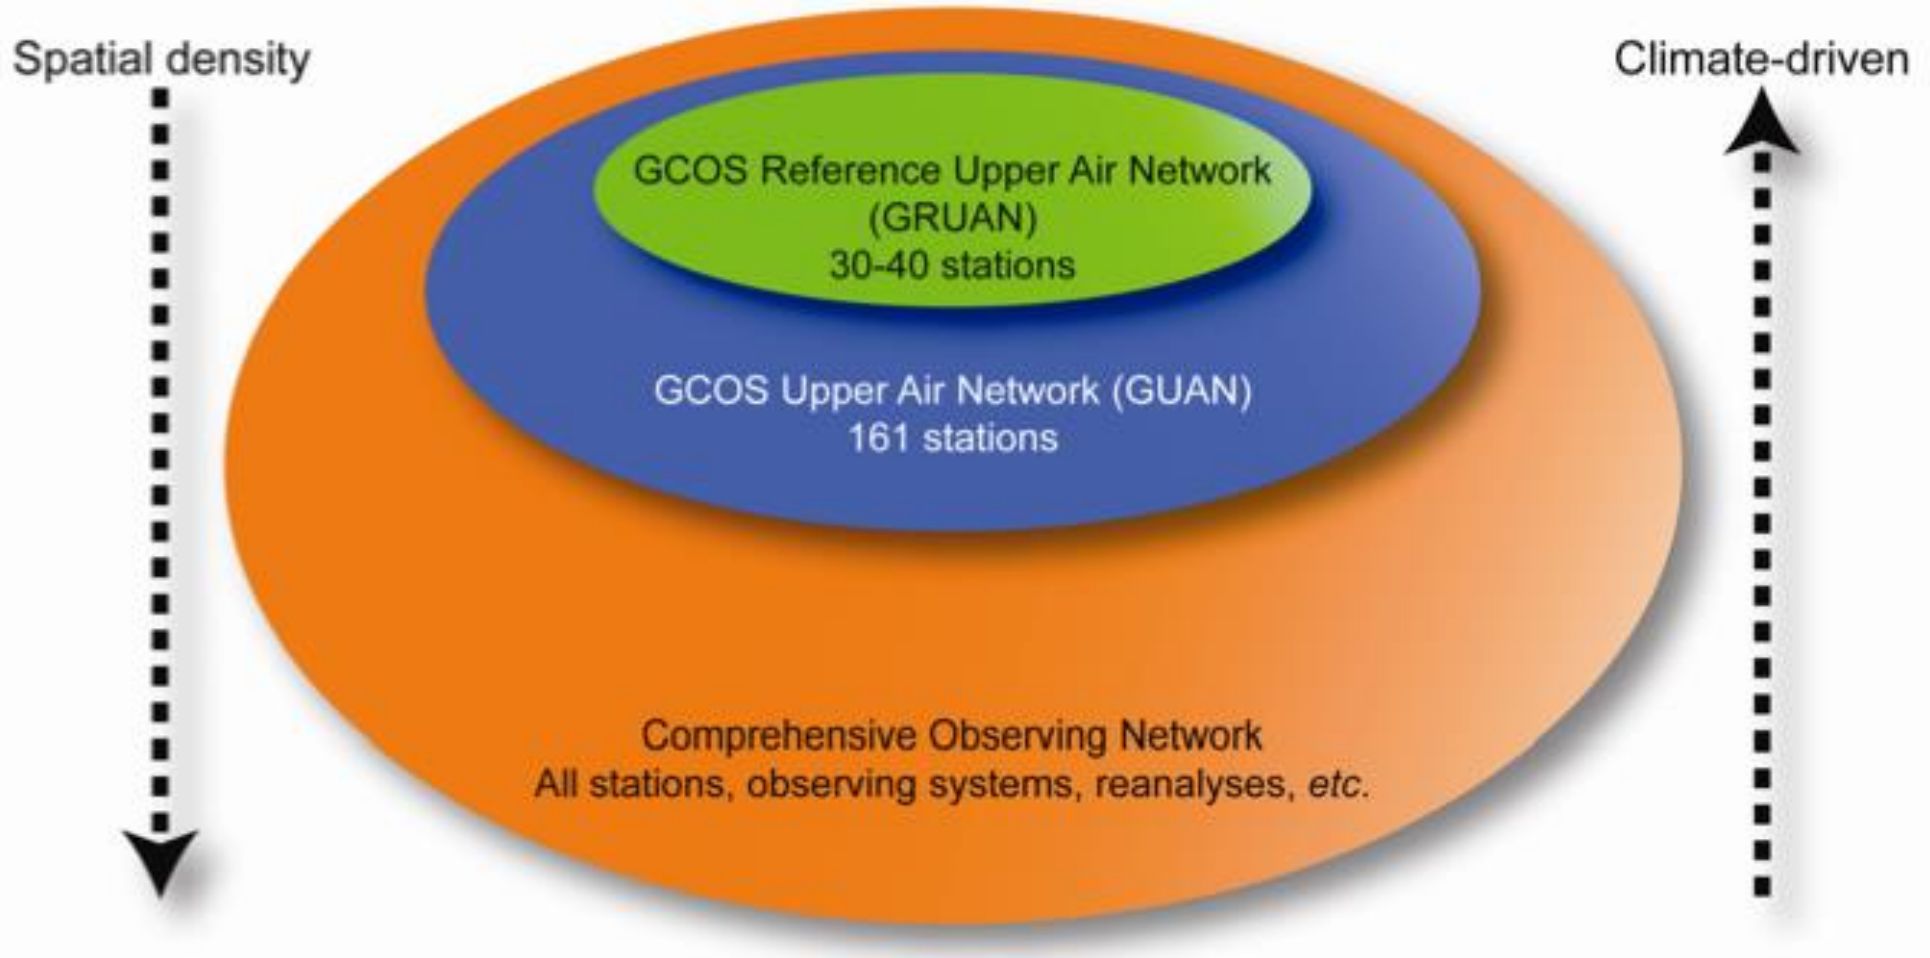 Spatial density
Climate-driven
GCOS Reference Upper Air Network
(GRUAN)
30-40 stations
GCOS Upper Air Network (GUAN)
161 stations
Comprehensive Observing Network
All stations, observing systems, reanalyses, etc.